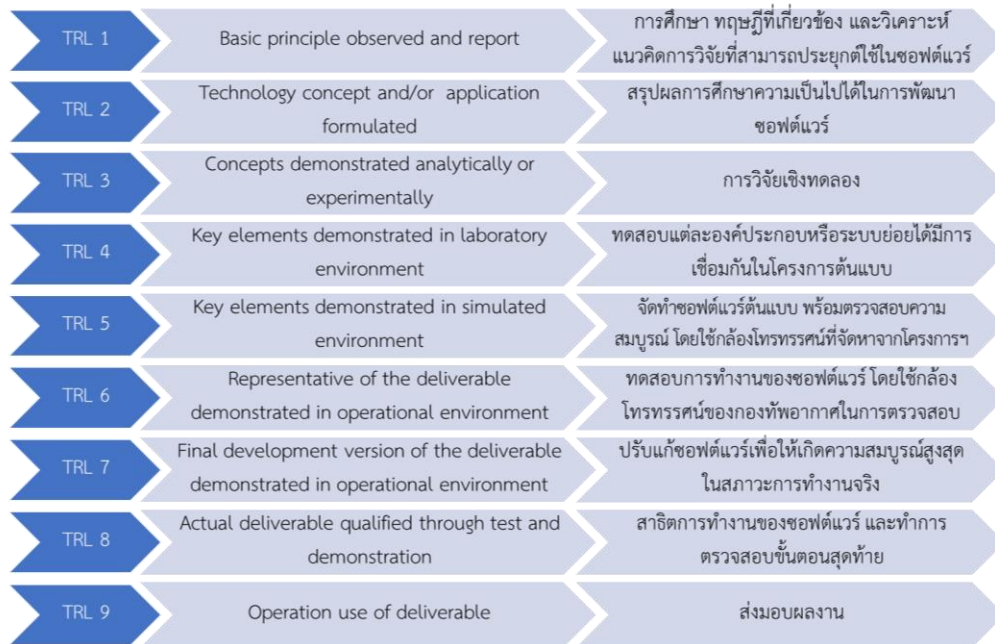 TRL 1
Basic principle observed and report
การศึกษา ทฤษฎีที่เกี่ยวข้อง และวิเคราะห์
แนวคิดการวิจัยที่สามารถประยุกต์ใช้ในซอฟต์แวร์
TRL 2
Technology concept and/or application
formulated
สรุปผลการศึกษาความเป็นไปได้ในการพัฒนา
ซอฟต์แวร์
TRL 3
Concepts demonstrated analytically or
experimentally
การวิจัยเชิงทดลอง
TRL 4
Key elements demonstrated in laboratory
environment
ทดสอบแต่ละองค์ประกอบหรือระบบย่อยได้มีการ
เชื่อมกันในโครงการต้นแบบ
TRL 5
Key elements demonstrated in simulated
environment
จัดทำซอฟต์แวร์ต้นแบบ พร้อมตรวจสอบความ
สมบูรณ์ โดยใช้กล้องโทรทรรศน์ที่จัดหาจากโครงการฯ
TRL 6
Representative of the deliverable
demonstrated in operational environment
ทดสอบการทำงานของซอฟต์แวร์ โดยใช้กล้อง
โทรทรรศน์ของกองทัพอากาศในการตรวจสอบ
TRL 7
Final development version of the deliverable
demonstrated in operational environment
ปรับแก้ซอฟต์แวร์เพื่อให้เกิดความสมบูรณ์สูงสุด
ในสภาวะการทำงานจริง
TRL 8
Actual deliverable qualified through test and
demonstration
สาธิตการทำงานของซอฟต์แวร์ และทำการ
ตรวจสอบขั้นตอนสุดท้าย
TRL 9
Operation use of deliverable
ส่งมอบผลงาน